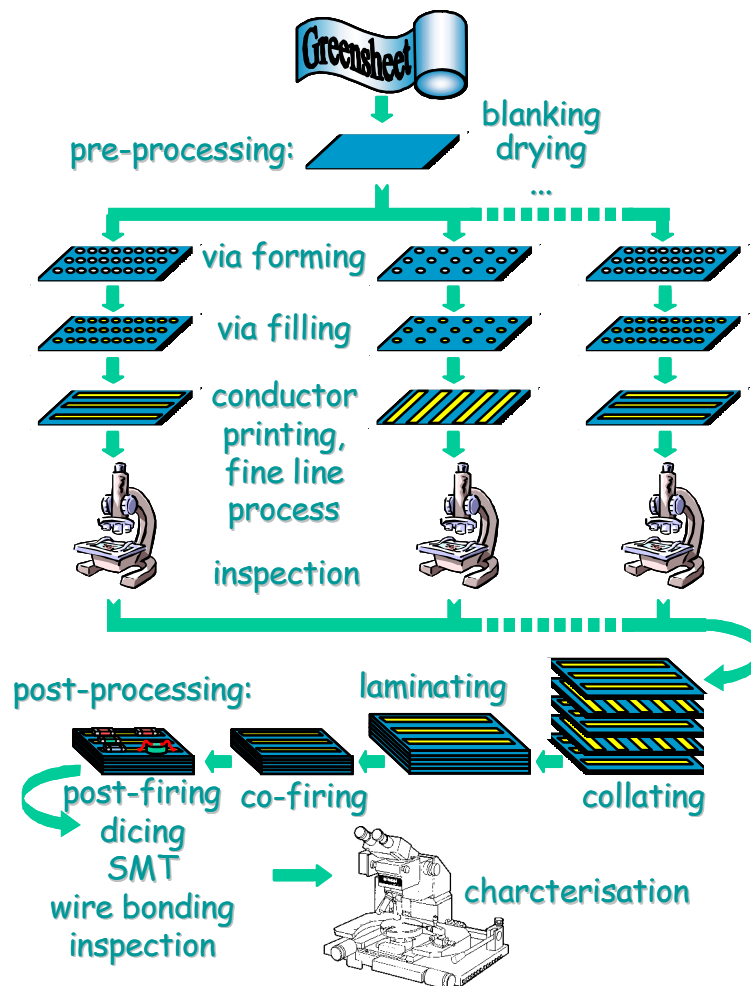 Greensheet
blanking
pre-processing:
drying
...
via forming
via filling
conductor
printing,
fine line
process
inspection
post-processing:
laminating
collating
co-firing
post-firing
dicing
SMT
wire bonding
inspection
charcterisation